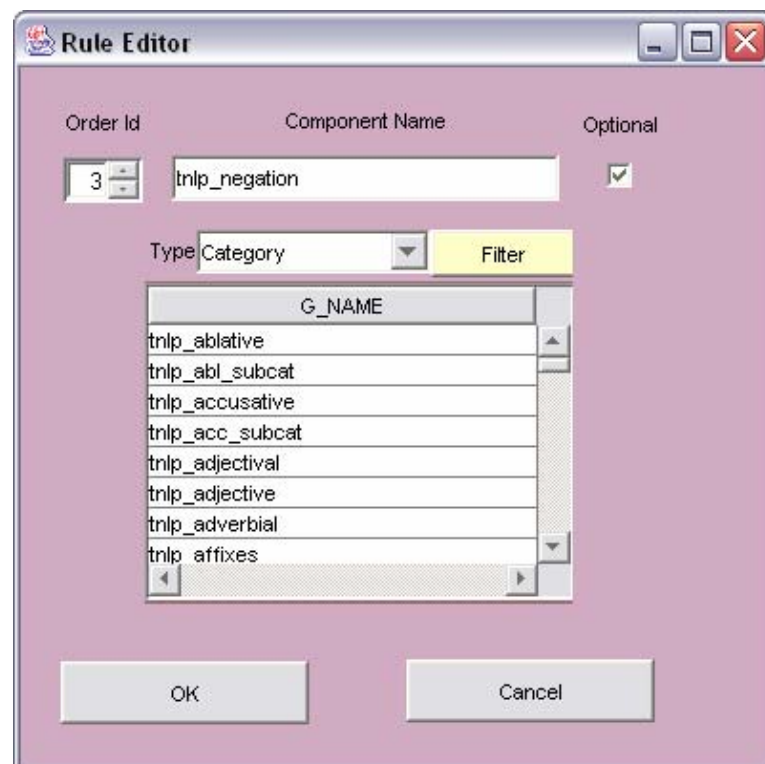 Rule Editor
Order Id Component Name Optional
3 tnlp_negation
Type Category Filter
G_NAME
tnlp_ablative
tnlp_abl_subcat
tnlp_accusative
tnlp_acc_subcat
tnlp_adjectival
tnlp_adjective
tnlp_adverbial
tnlp_affixes
OK Cancel